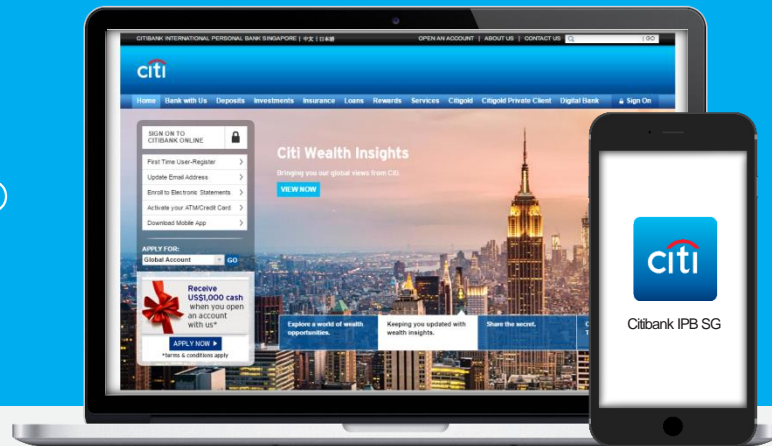 CITIBANK INTERNATIONAL PERSONAL BANK SINGAPORE | 中文 | 日本語
OPEN AN ACCOUNT | ABOUT US | CONTACT US
GO
citi
Home Bank with Us Deposits Investments Insurance Loans Rewards Services Citigold Citigold Private Client Digital Bank Sign On
SIGN ON TO
CITIBANK ONLINE
First Time User-Register
Update Email Address
Enroll to Electronic Statements
Activate your ATM/Credit Card
Download Mobile App
APPLY FOR:
Global Account GO
Receive
US$1,000 cash
when you open
an account
with us*
APPLY NOW
*terms & conditions apply
Citi Wealth Insights
Bringing you our global views from Citi.
VIEW NOW
Explore a world of wealth
opportunities.
Keeping you updated with
wealth insights.
Share the secret.
citi
Citibank IPB SG